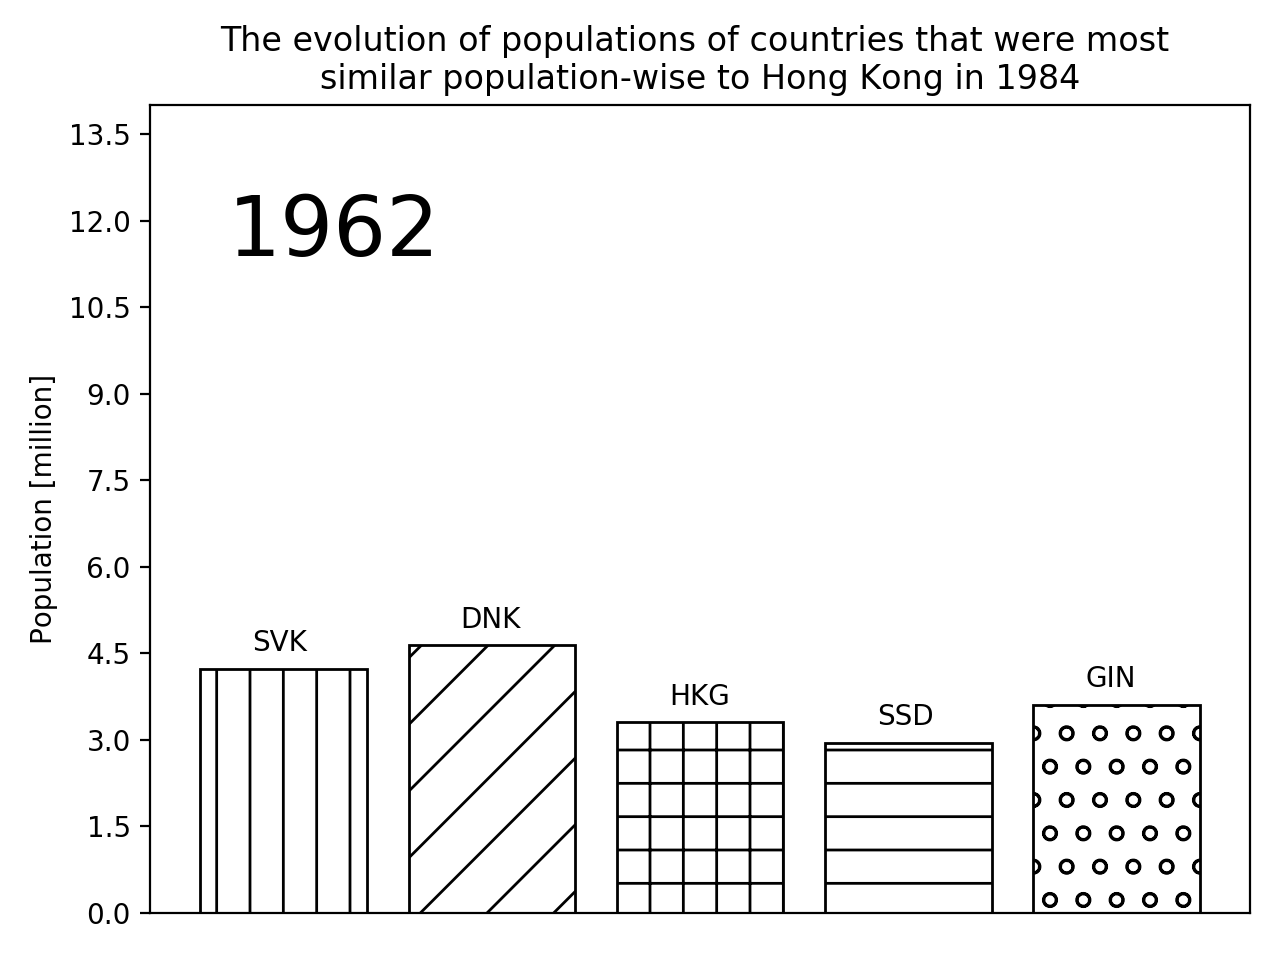 The evolution of populations of countries that were most
similar population-wise to Hong Kong in 1984
1962
Population [million]
13.5
12.0
10.5
9.0
7.5
6.0
4.5
3.0
1.5
0.0
SVK
DNK
HKG
SSD
GIN